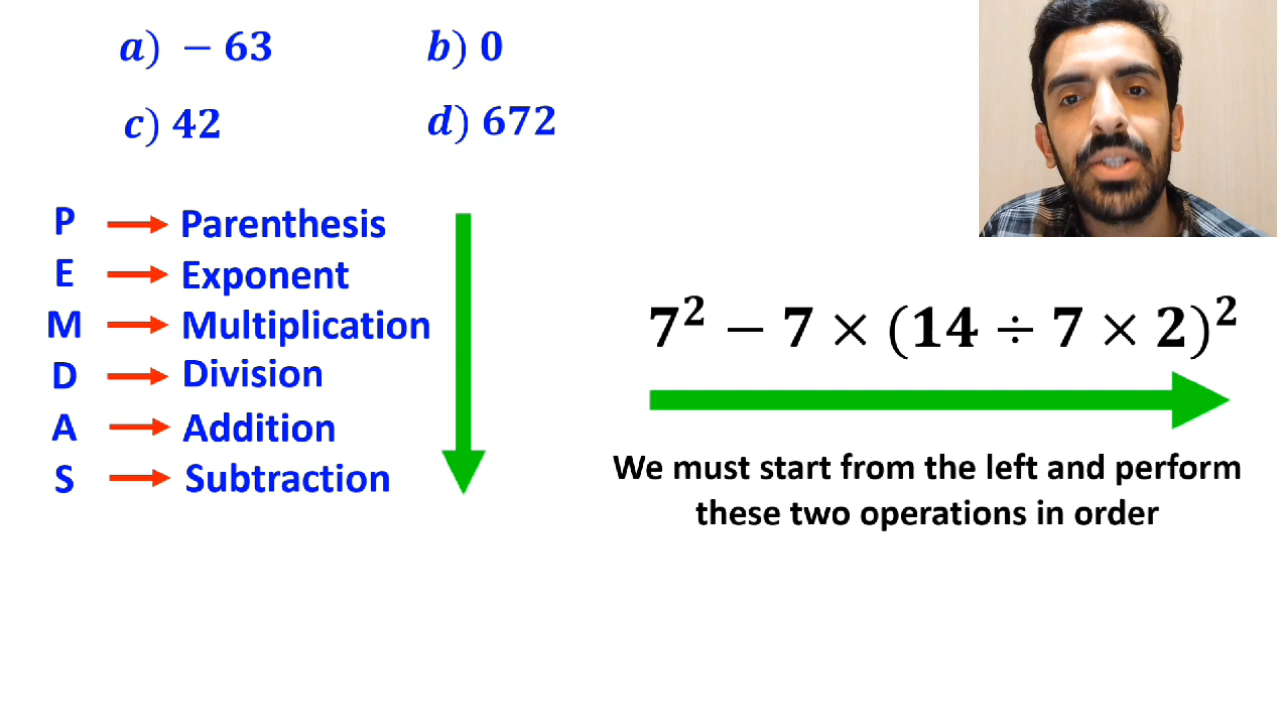 a) − 63
b) 0
c) 42
d) 672
P → Parenthesis
E → Exponent
M → Multiplication
D → Division
A → Addition
S → Subtraction
7² − 7 × (14 ÷ 7 × 2)²
We must start from the left and perform
these two operations in order